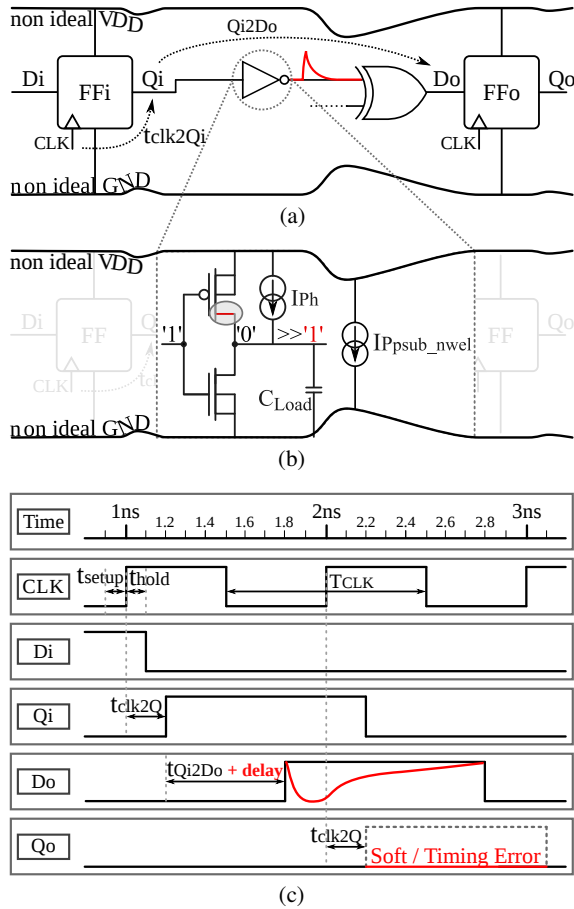 non ideal VDD
Qi2Do
Di
FFi
Qi
Do
FFo
Qo
CLK
tclk2Qi
CLK
non ideal GND
(a)
non ideal VDD
Di
FF
Q
'1'
'0'
>>'1'
IPh
IPpsub_nwel
FF
Qo
CLK
tcl
CLoad
CLK
non ideal GND
(b)
Time
1ns
1.2
1.4
1.6
1.8
2ns
2.2
2.4
2.6
2.8
3ns
CLK
tsetup
thold
TCLK
Di
Qi
tclk2Q
Do
tQi2Do + delay
Qo
tclk2Q
Soft / Timing Error
(c)